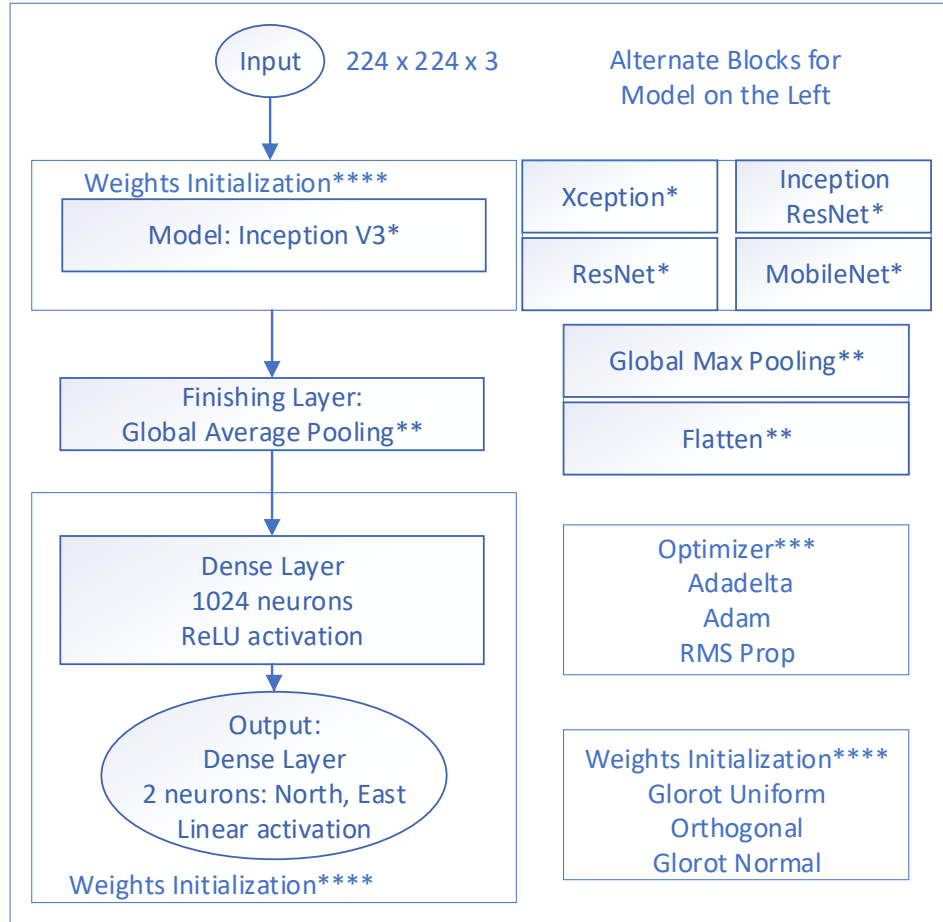 Input
224 x 224 x 3
Alternate Blocks for
Model on the Left
Weights Initialization****
Model: Inception V3*
Xception*
Inception
ResNet*
ResNet*
MobileNet*
Finishing Layer:
Global Average Pooling**
Global Max Pooling**
Flatten**
Dense Layer
1024 neurons
ReLU activation
Output:
Dense Layer
2 neurons: North, East
Linear activation
Weights Initialization****
Optimizer***
Adadelta
Adam
RMS Prop
Weights Initialization****
Glorot Uniform
Orthogonal
Glorot Normal